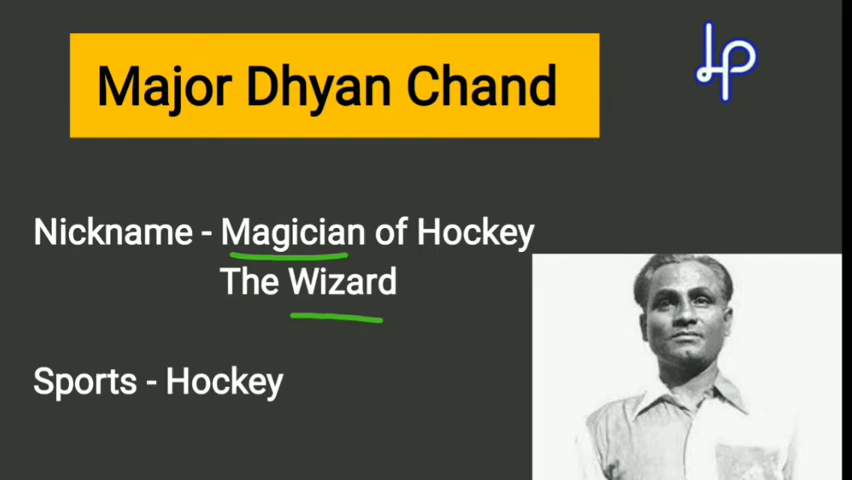 Major Dhyan Chand
Nickname - Magician of Hockey
The Wizard
Sports - Hockey